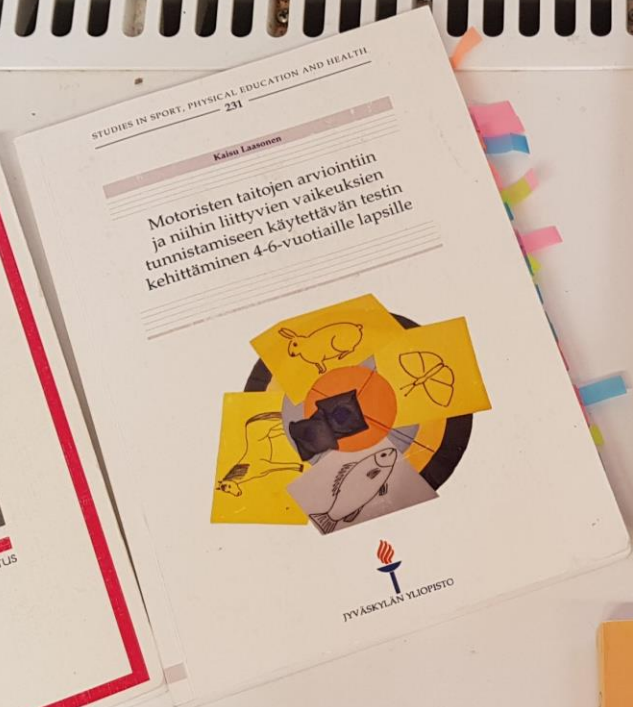 STUDIES IN SPORT, PHYSICAL EDUCATION AND HEALTH
231
Kaisu Laasonen
Motoristen taitojen arviointiin
ja niihin liittyvien vaikeuksien
tunnistamiseen käytettävän testin
kehittäminen 4-6-vuotiaille lapsille
JYVÄSKYLÄN YLIOPISTO